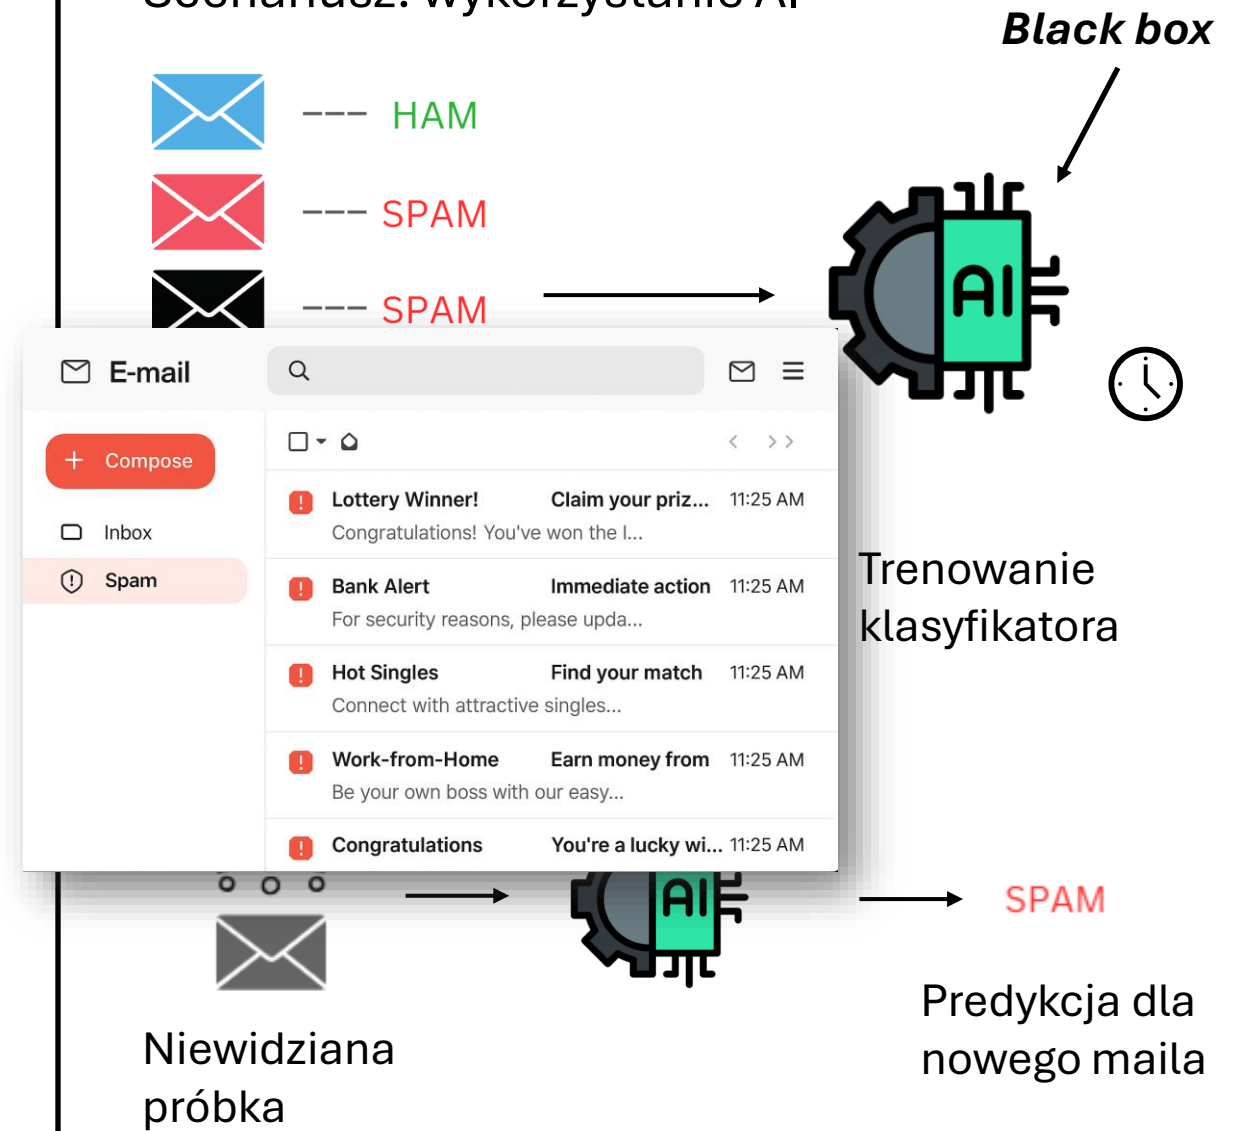 Scenariusz: wykorzystanie AI
Black box
--- HAM
--- SPAM
--- SPAM
AI
E-mail
+ Compose
Inbox
Spam
Lottery Winner! Claim your priz... 11:25 AM
Congratulations! You've won the l...
Bank Alert Immediate action 11:25 AM
For security reasons, please upda...
Hot Singles Find your match 11:25 AM
Connect with attractive singles...
Work-from-Home Earn money from 11:25 AM
Be your own boss with our easy...
Congratulations You're a lucky wi... 11:25 AM
Trenowanie
klasyfikatora
AI
SPAM
Niewidziana
próbka
Predykcja dla
nowego maila